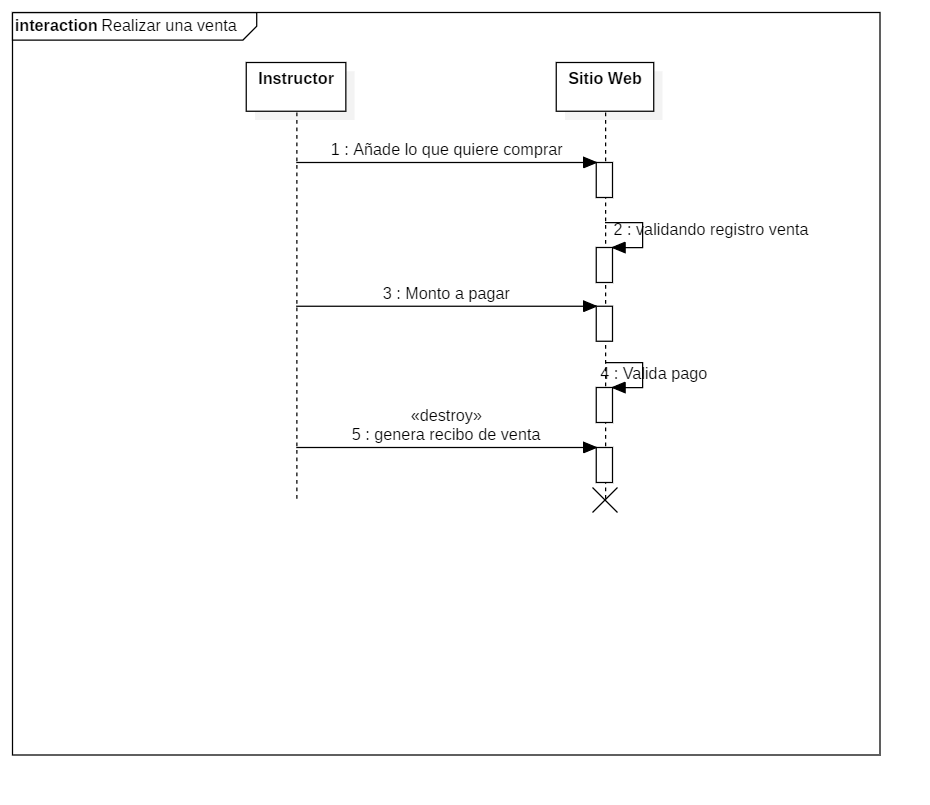 interaction Realizar una venta
Instructor
Sitio Web
1 : Añade lo que quiere comprar
2 : validando registro venta
3 : Monto a pagar
4 : Valida pago
«destroy»
5 : genera recibo de venta